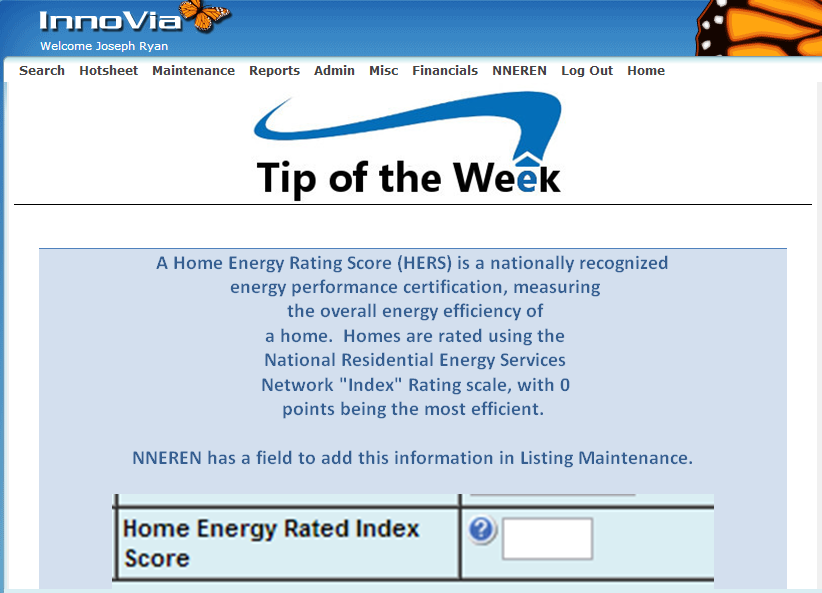 InnoVia
Welcome Joseph Ryan
Search Hotsheet Maintenance Reports Admin Misc Financials NNEREN Log Out Home
Tip of the Week
A Home Energy Rating Score (HERS) is a nationally recognized
energy performance certification, measuring
the overall energy efficiency of
a home. Homes are rated using the
National Residential Energy Services
Network "Index" Rating scale, with 0
points being the most efficient.
NNEREN has a field to add this information in Listing Maintenance.
Home Energy Rated Index
Score
?